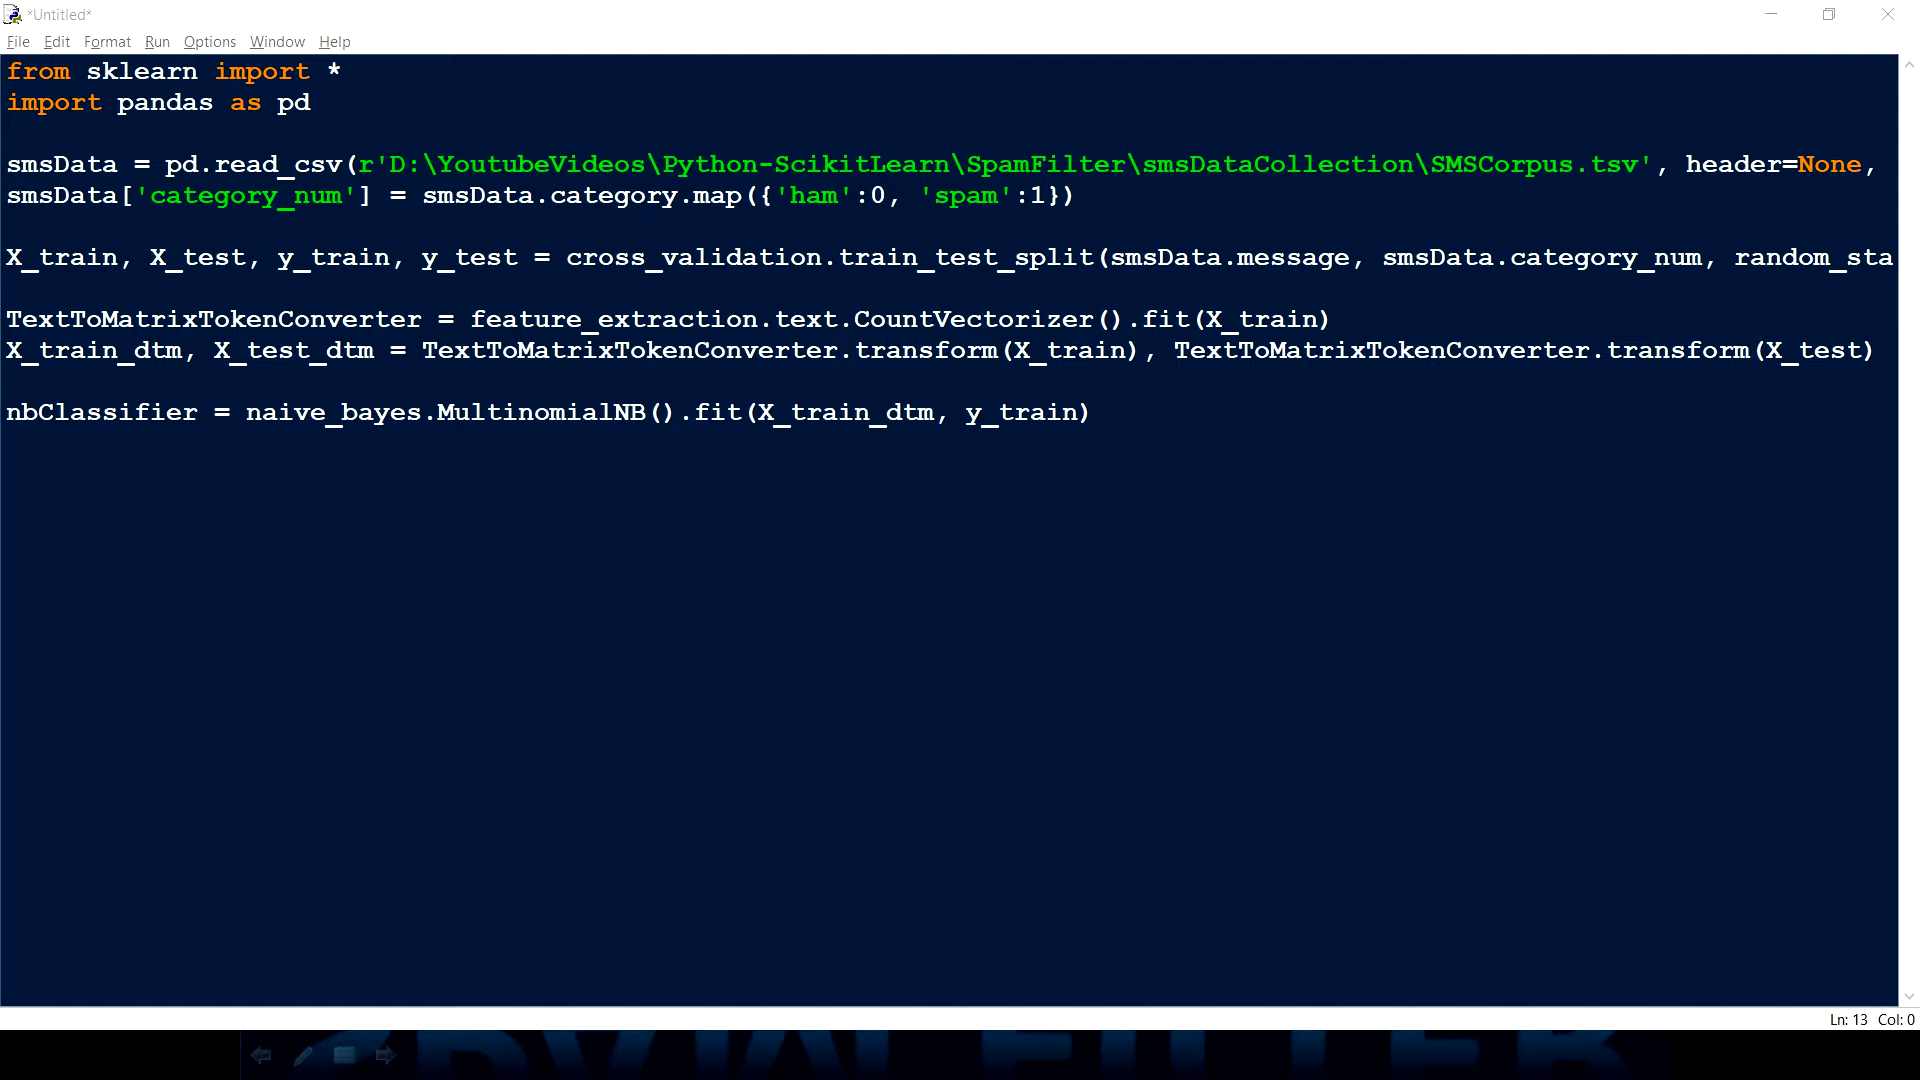 *Untitled*
File Edit Format Run Options Window Help
from sklearn import *
import pandas as pd
smsData = pd.read_csv(r'D:\YoutubeVideos\Python-ScikitLearn\SpamFilter\smsDataCollection\SMSCorpus.tsv', header=None,
smsData['category_num'] = smsData.category.map({'ham':0, 'spam':1})
X_train, X_test, y_train, y_test = cross_validation.train_test_split(smsData.message, smsData.category_num, random_sta
TextToMatrixTokenConverter = feature_extraction.text.CountVectorizer().fit(X_train)
X_train_dtm, X_test_dtm = TextToMatrixTokenConverter.transform(X_train), TextToMatrixTokenConverter.transform(X_test)
nbClassifier = naive_bayes.MultinomialNB().fit(X_train_dtm, y_train)
Ln: 13 Col: 0